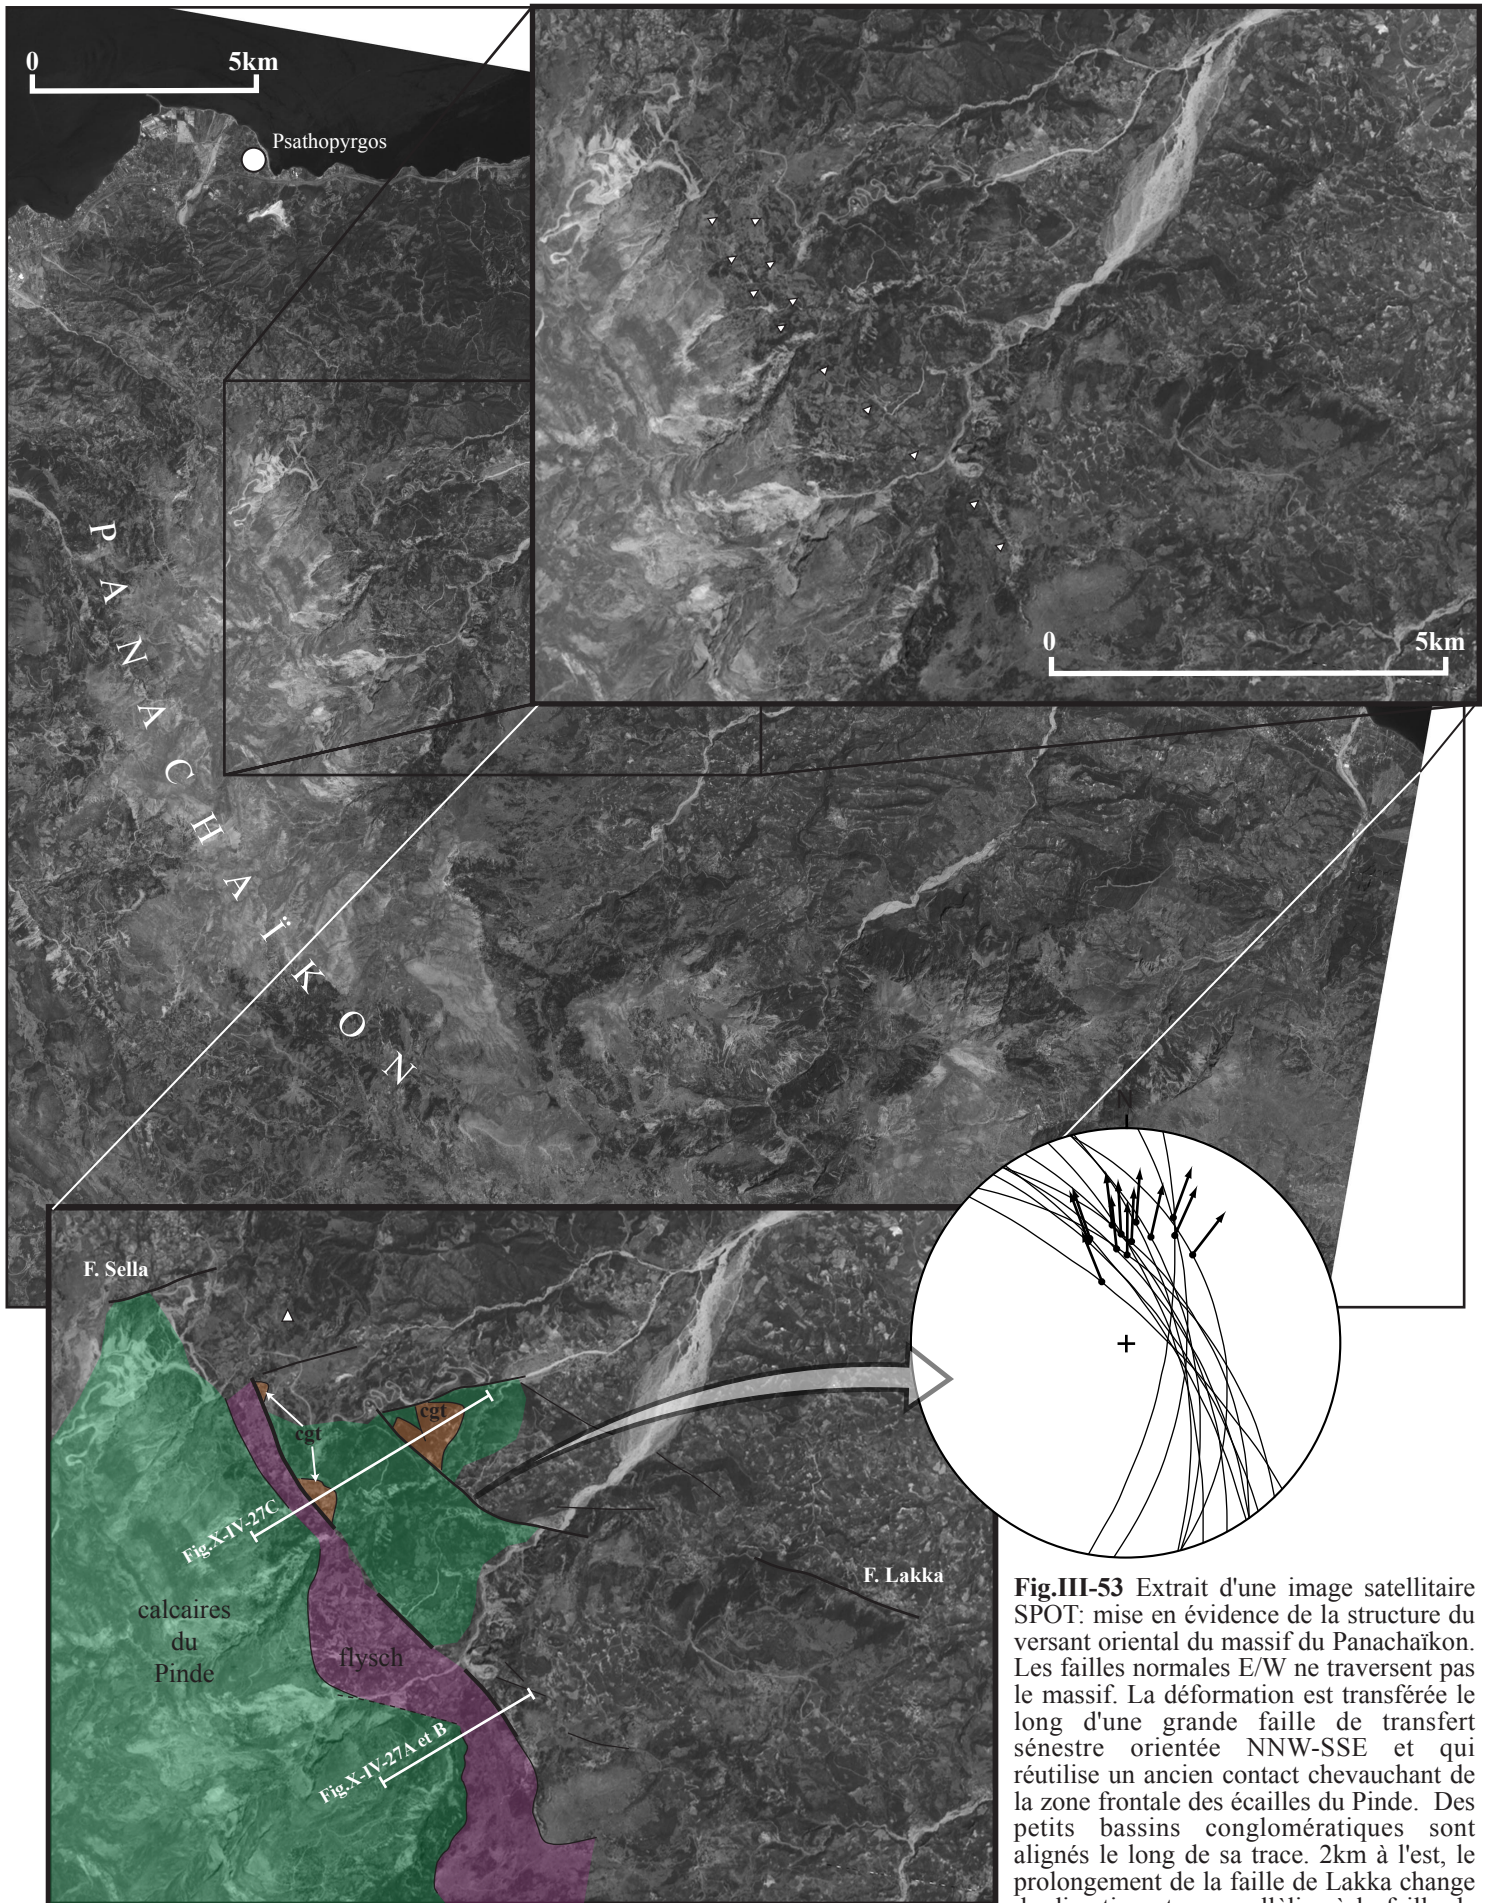 0 5km
Psathopyrgos
PANACHAÏKON
0 5km
N
F. Sella
cgt
cgt
Fig.X-IV-27C
F. Lakka
calcaires
du
Pinde
flysch
Fig.X-IV-27A et B
Fig.III-53 Extrait d'une image satellitaire
SPOT: mise en évidence de la structure du
versant oriental du massif du Panachaïkon.
Les failles normales E/W ne traversent pas
le massif. La déformation est transférée le
long d'une grande faille de transfert
sénestre orientée NNW-SSE et qui
réutilise un ancien contact chevauchant de
la zone frontale des écailles du Pinde. Des
petits bassins conglomératiques sont
alignés le long de sa trace. 2km à l'est, le
prolongement de la faille de Lakka change